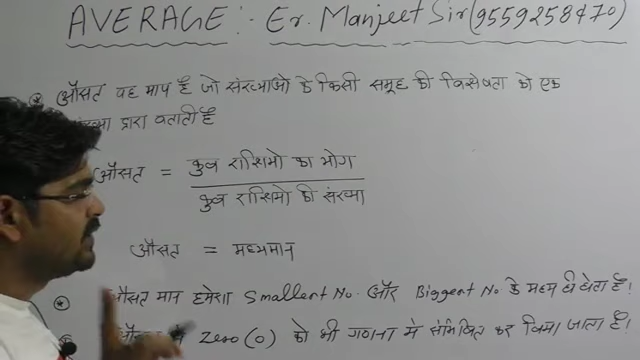 AVERAGE :- Er. Manjeet Sir (9559258470)
औसत वह माप है जो संख्याओ के किसी समूह की विशेषता को एक
द्वारा बताती है
औसत = कुल राशियो का योग
कुल राशियो की संख्या
औसत = मध्यमान
औसत मान हमेशा Smallest No. और Biggest No के मध्य ही होता है।
Zero (0) को भी गणना मे संमिलित कर लिया जाता है।